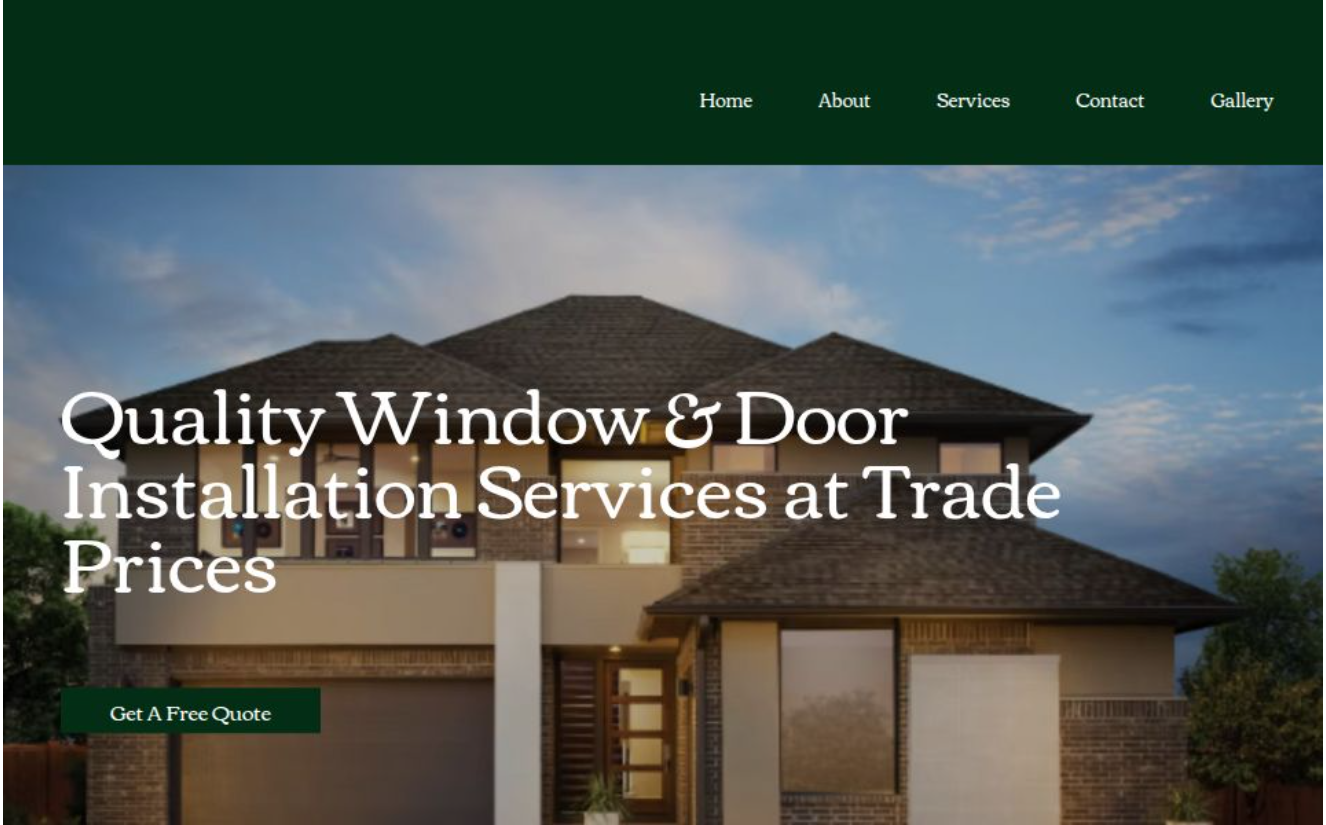 Home About Services Contact Gallery
Quality Window & Door
Installation Services at Trade
Prices
Get A Free Quote